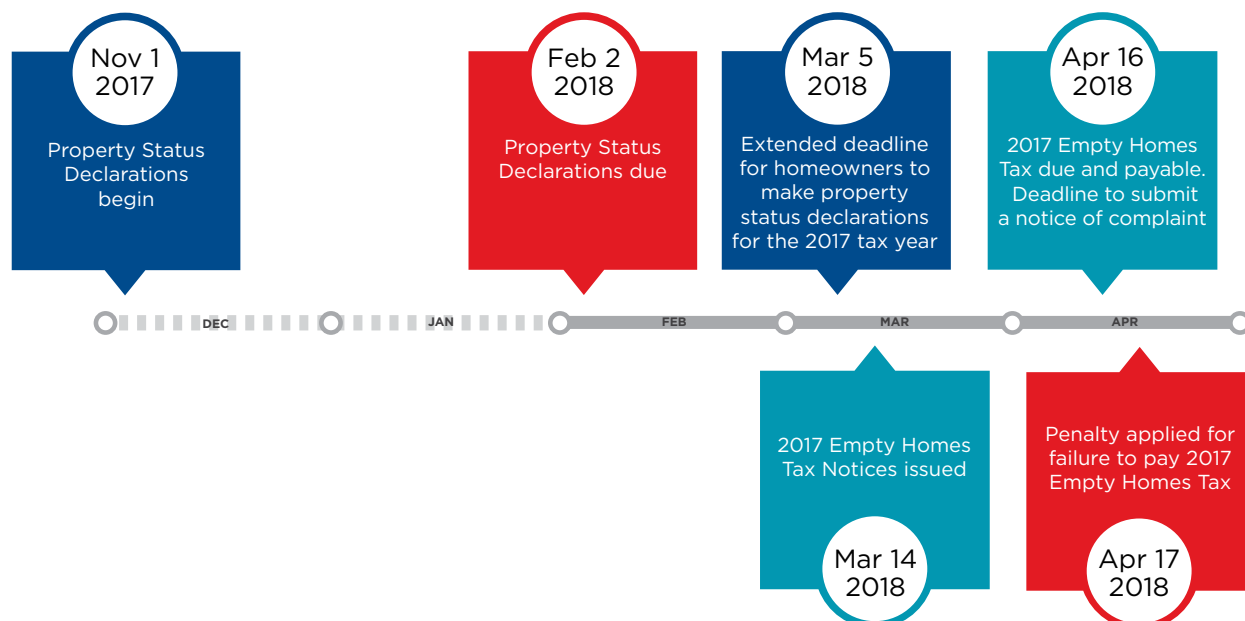 Nov 1
2017
Property Status
Declarations
begin
Feb 2
2018
Property Status
Declarations due
Mar 5
2018
Extended deadline
for homeowners to
make property
status declarations
for the 2017 tax year
Apr 16
2018
2017 Empty Homes
Tax due and payable.
Deadline to submit
a notice of complaint
DEC
JAN
FEB
MAR
APR
2017 Empty Homes
Tax Notices issued
Mar 14
2018
Penalty applied for
failure to pay 2017
Empty Homes Tax
Apr 17
2018